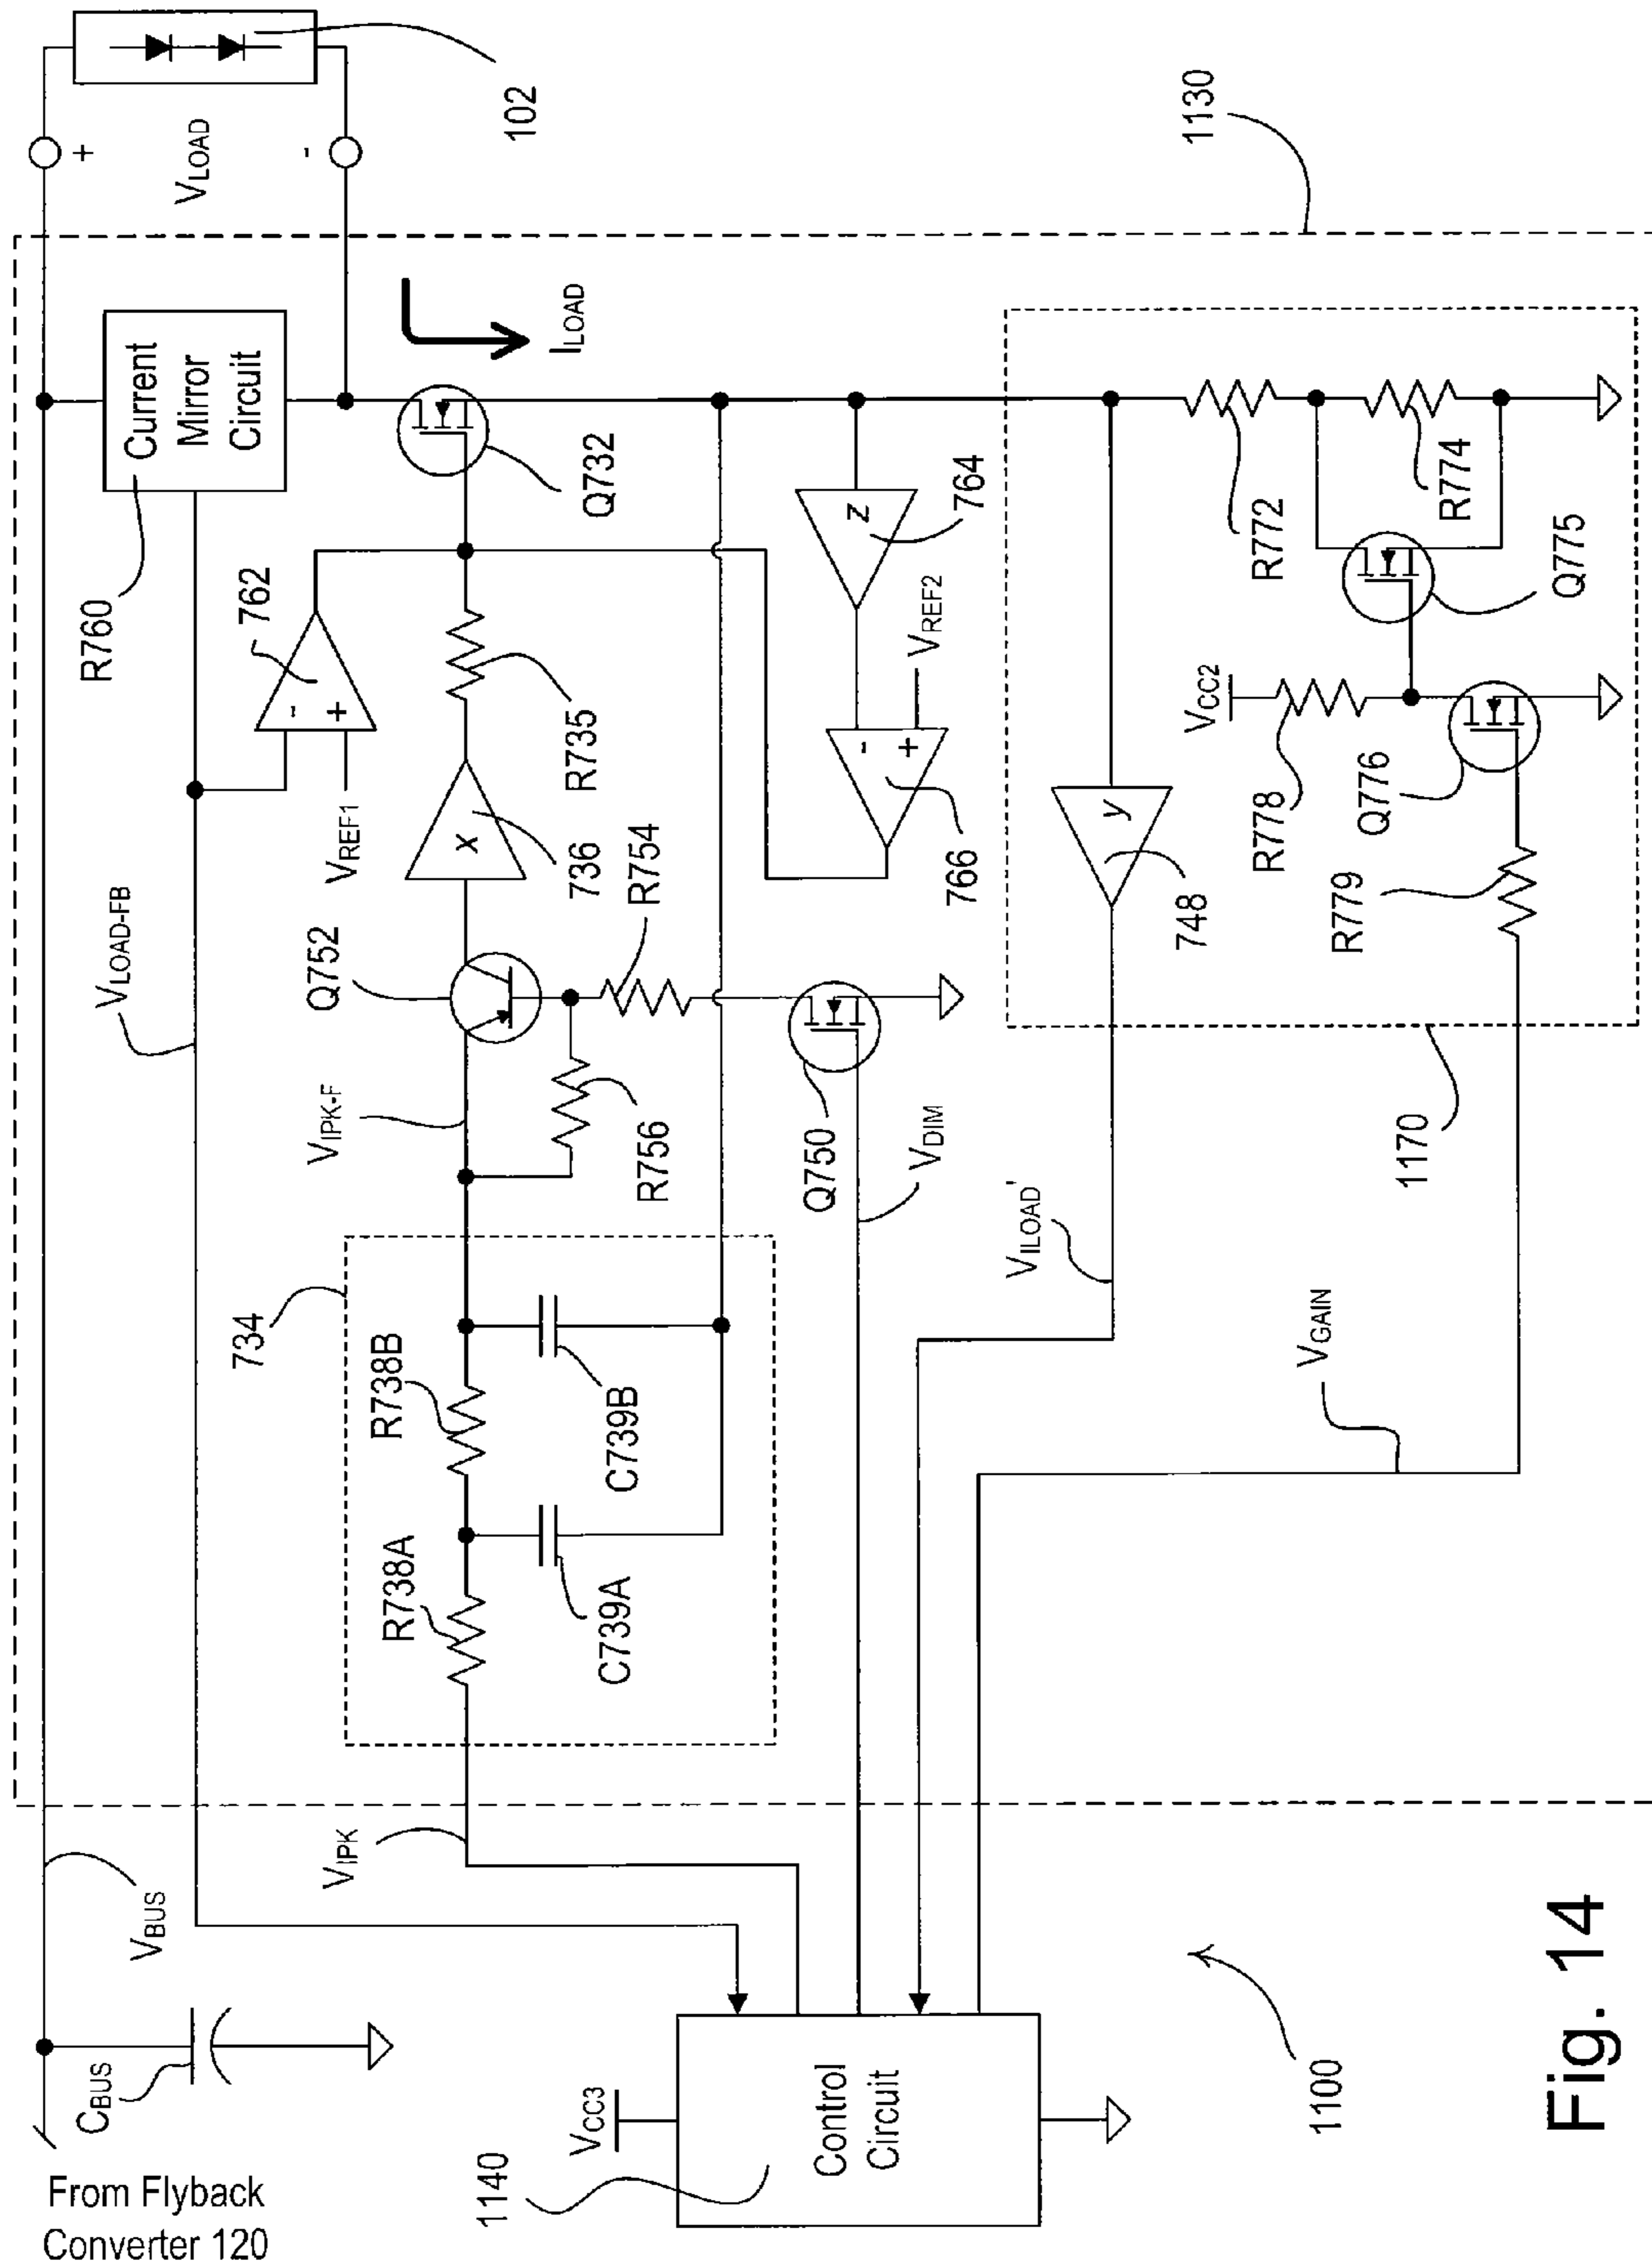 From Flyback
Converter 120
CBUS
VBUS
VLOAD-FB
R760
Current
Mirror
Circuit
+
VLOAD
-
102
1130
ILOAD
762
-
+
VREF1
VIPK
734
R738A
R738B
C739A
C739B
VIPK-F
R756
Q752
R754
x
736
R735
Q732
z
764
VREF2
-
+
766
Q750
VDIM
VCC3
1140
Control
Circuit
VILOAD'
y
748
R772
R774
Q775
VCC2
R778
Q776
R779
VGAIN
1170
1100
Fig. 14